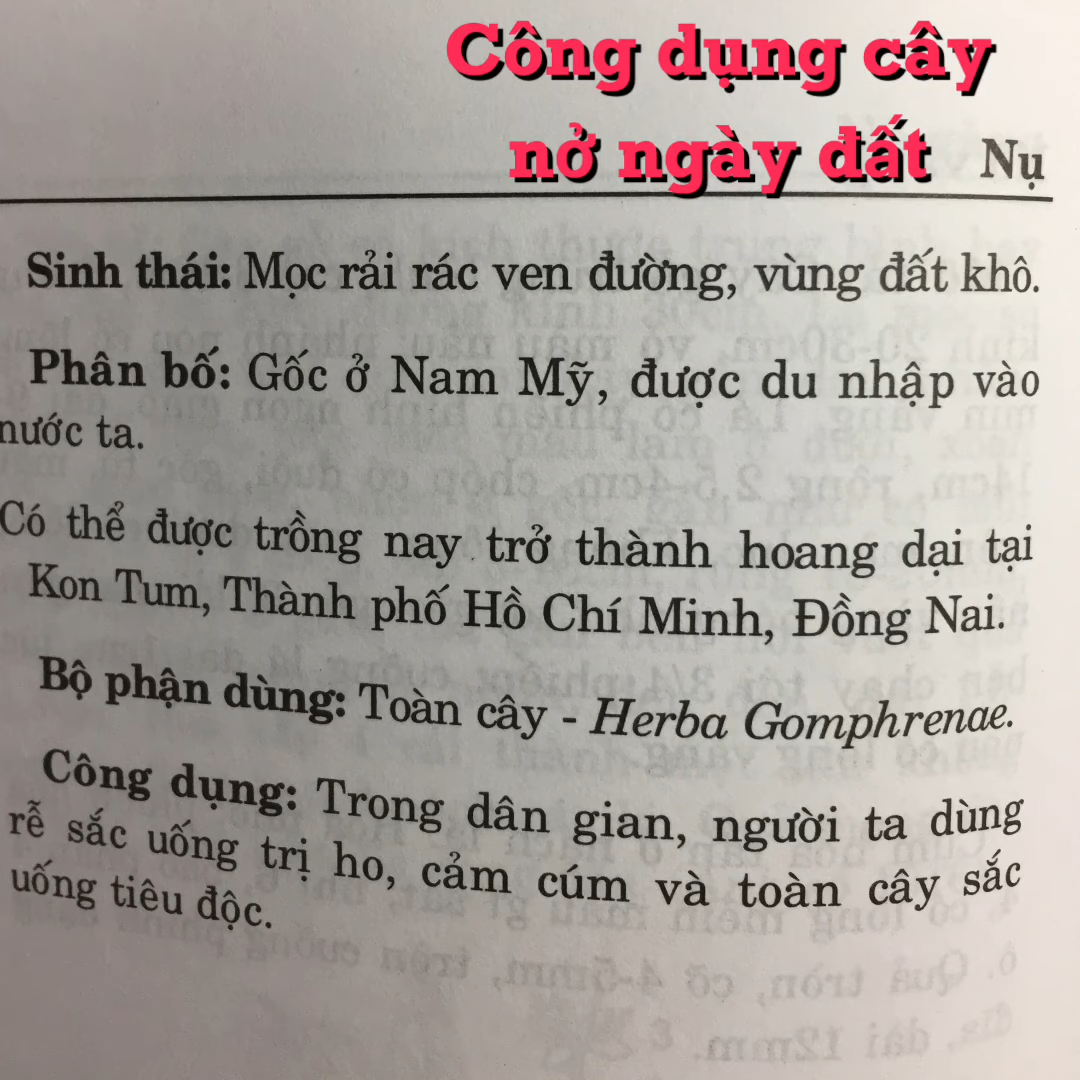 Công dụng cây
nở ngày đất
Nụ
Sinh thái: Mọc rải rác ven đường, vùng đất khô.
Phân bố: Gốc ở Nam Mỹ, được du nhập vào
nước ta.
Có thể được trồng nay trở thành hoang dại tại
Kon Tum, Thành phố Hồ Chí Minh, Đồng Nai.
Bộ phận dùng: Toàn cây - Herba Gomphrenae.
Công dụng: Trong dân gian, người ta dùng
rễ sắc uống trị ho, cảm cúm và toàn cây sắc
uống tiêu độc.